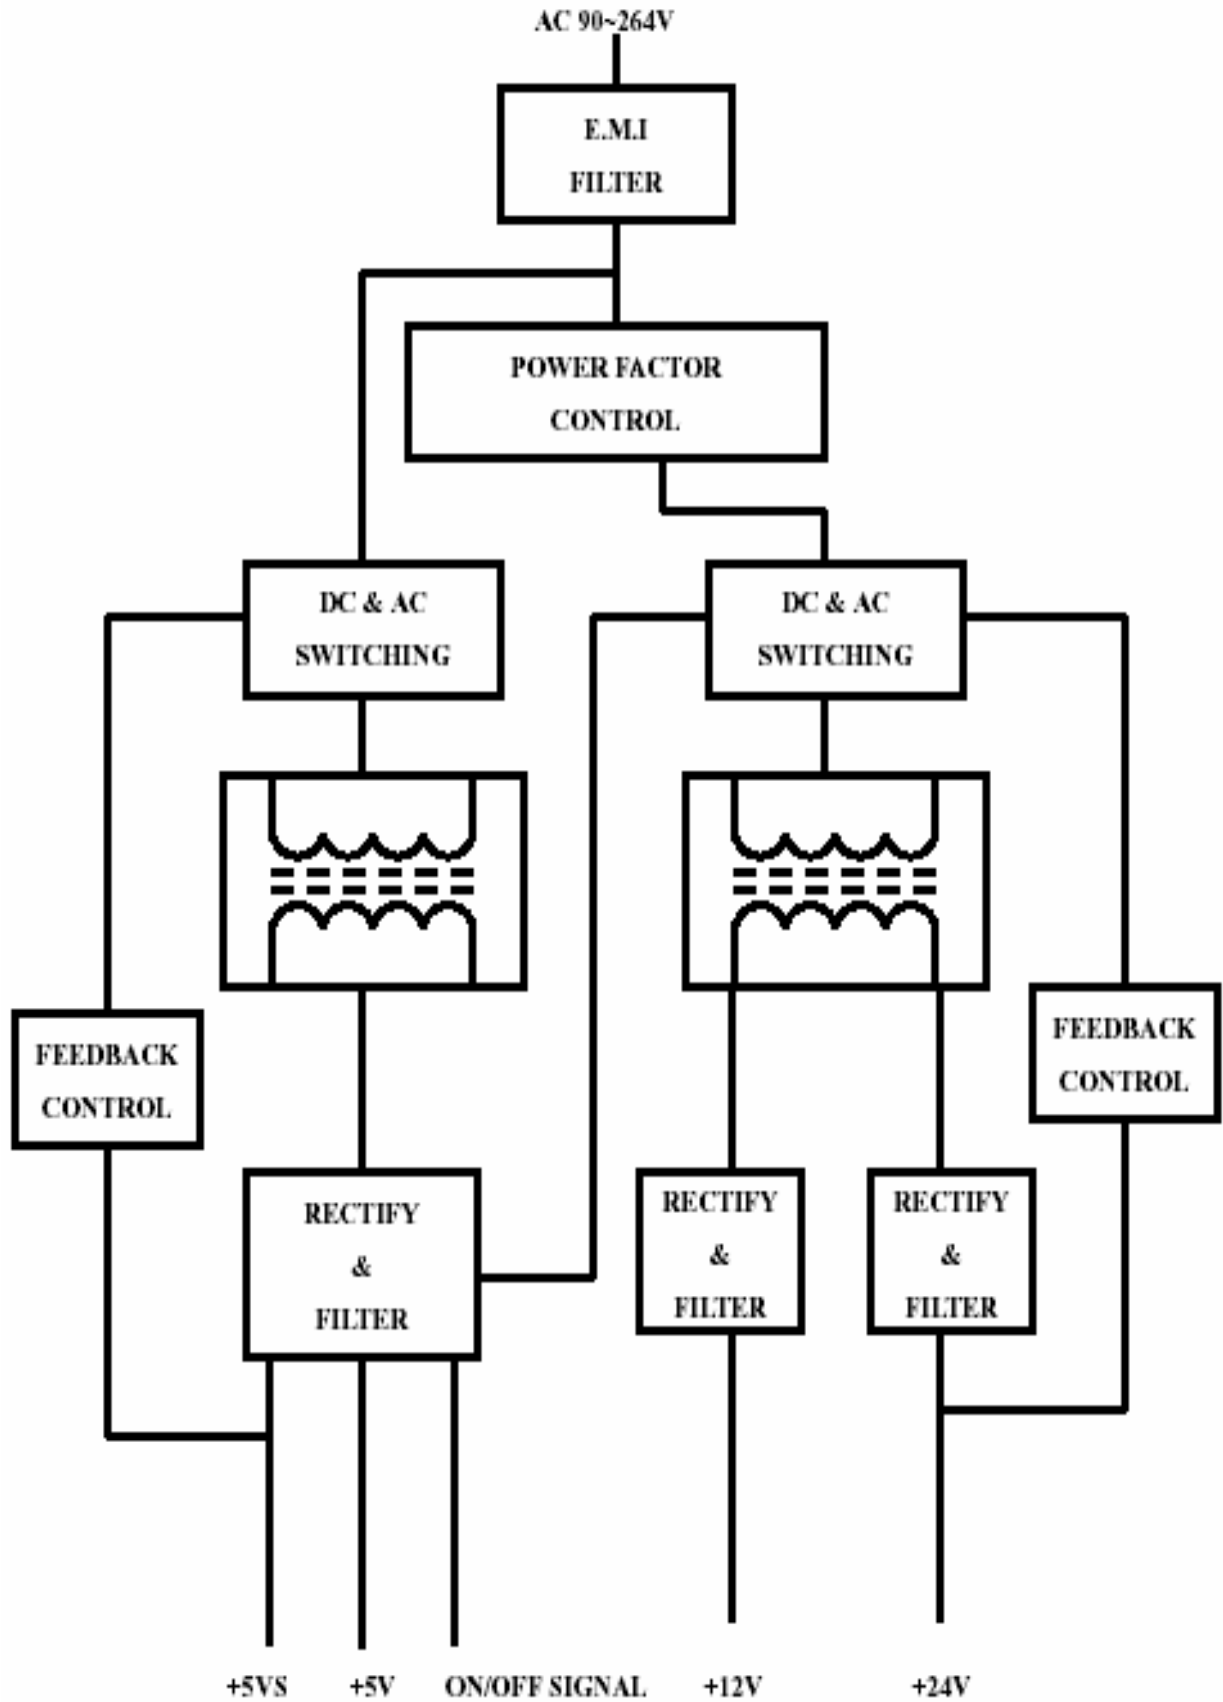 AC 90~264V
E.M.I
FILTER
POWER FACTOR
CONTROL
DC & AC
SWITCHING
DC & AC
SWITCHING
FEEDBACK
CONTROL
FEEDBACK
CONTROL
RECTIFY
&
FILTER
RECTIFY
&
FILTER
RECTIFY
&
FILTER
+5VS +5V ON/OFF SIGNAL +12V +24V